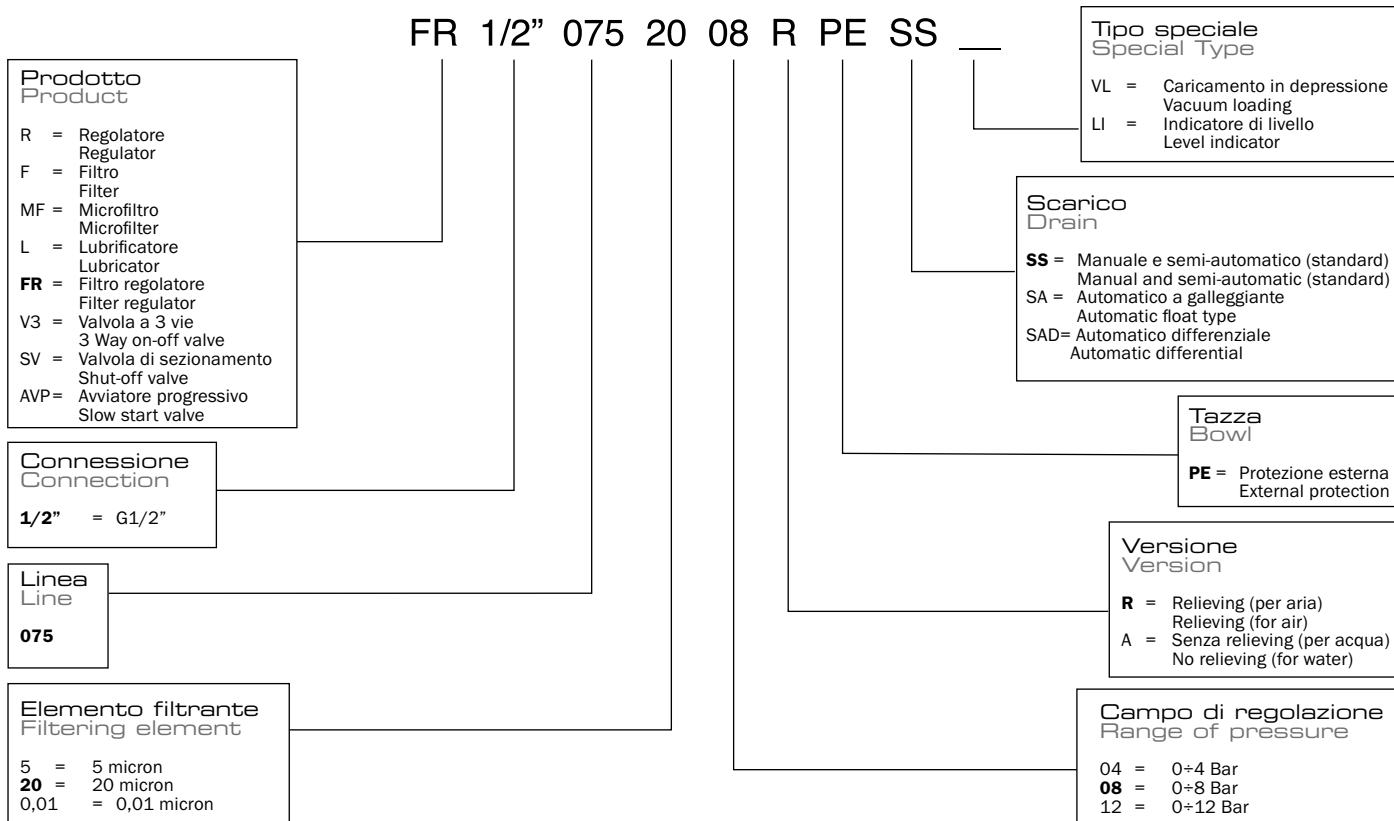 FR 1/2” 075 20 08 R PE SS __
Prodotto
Product
R = Regolatore
Regulator
F = Filtro
Filter
MF = Microfiltro
Microfilter
L = Lubrificatore
Lubricator
FR = Filtro regolatore
Filter regulator
V3 = Valvola a 3 vie
3 Way on-off valve
SV = Valvola di sezionamento
Shut-off valve
AVP= Avviatore progressivo
Slow start valve
Connessione
Connection
1/2” = G1/2”
Linea
Line
075
Elemento filtrante
Filtering element
5 = 5 micron
20 = 20 micron
0,01 = 0,01 micron
Tipo speciale
Special Type
VL = Caricamento in depressione
Vacuum loading
LI = Indicatore di livello
Level indicator
Scarico
Drain
SS = Manuale e semi-automatico (standard)
Manual and semi-automatic (standard)
SA = Automatico a galleggiante
Automatic float type
SAD= Automatico differenziale
Automatic differential
Tazza
Bowl
PE = Protezione esterna
External protection
Versione
Version
R = Relieving (per aria)
Relieving (for air)
A = Senza relieving (per acqua)
No relieving (for water)
Campo di regolazione
Range of pressure
04 = 0÷4 Bar
08 = 0÷8 Bar
12 = 0÷12 Bar